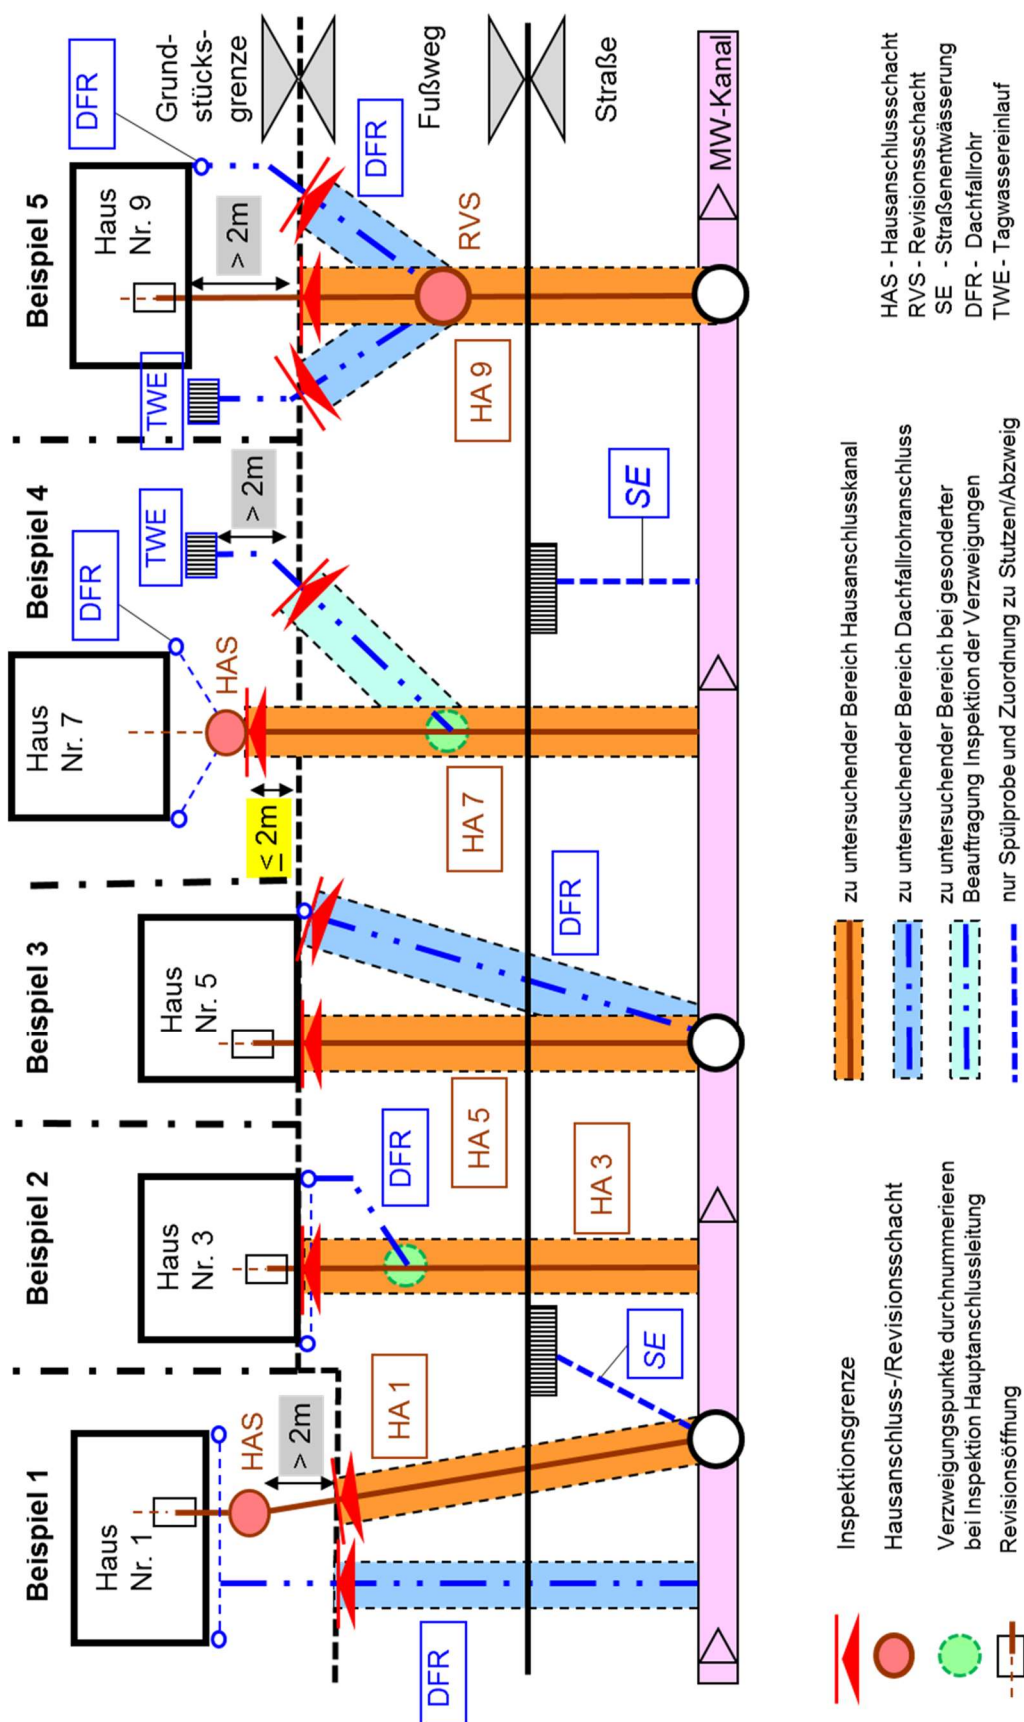 Beispiel 1
Beispiel 2
Beispiel 3
Beispiel 4
Beispiel 5
Haus
Nr. 1
HAS
> 2m
HA 1
DFR
SE
Haus
Nr. 3
DFR
HA 3
Haus
Nr. 5
HA 5
DFR
Haus
Nr. 7
HAS
DFR
≤ 2m
HA 7
TWE
> 2m
SE
Haus
Nr. 9
TWE
> 2m
DFR
DFR
RVS
HA 9
Grund-
stücks-
grenze
Fußweg
Straße
MW-Kanal
Inspektionsgrenze
Hausanschluss-/Revisionsschacht
Verzweigungspunkte durchnummerieren
bei Inspektion Hauptanschlussleitung
Revisionsöffnung
zu untersuchender Bereich Hausanschlusskanal
zu untersuchender Bereich Dachfallrohranschluss
zu untersuchender Bereich bei gesonderter
Beauftragung Inspektion der Verzweigungen
nur Spülprobe und Zuordnung zu Stutzen/Abzweig
HAS - Hausanschlussschacht
RVS - Revisionssschacht
SE - Straßenentwässerung
DFR - Dachfallrohr
TWE- Tagwassereinlauf